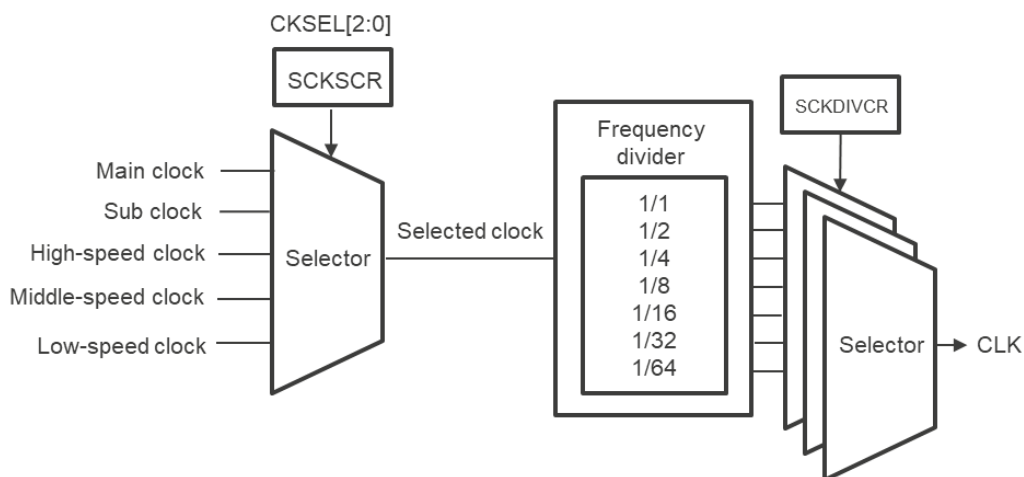 CKSEL[2:0]
SCKSCR
Main clock
Sub clock
High-speed clock
Middle-speed clock
Low-speed clock
Selector
Selected clock
Frequency
divider
1/1
1/2
1/4
1/8
1/16
1/32
1/64
SCKDIVCR
Selector
CLK